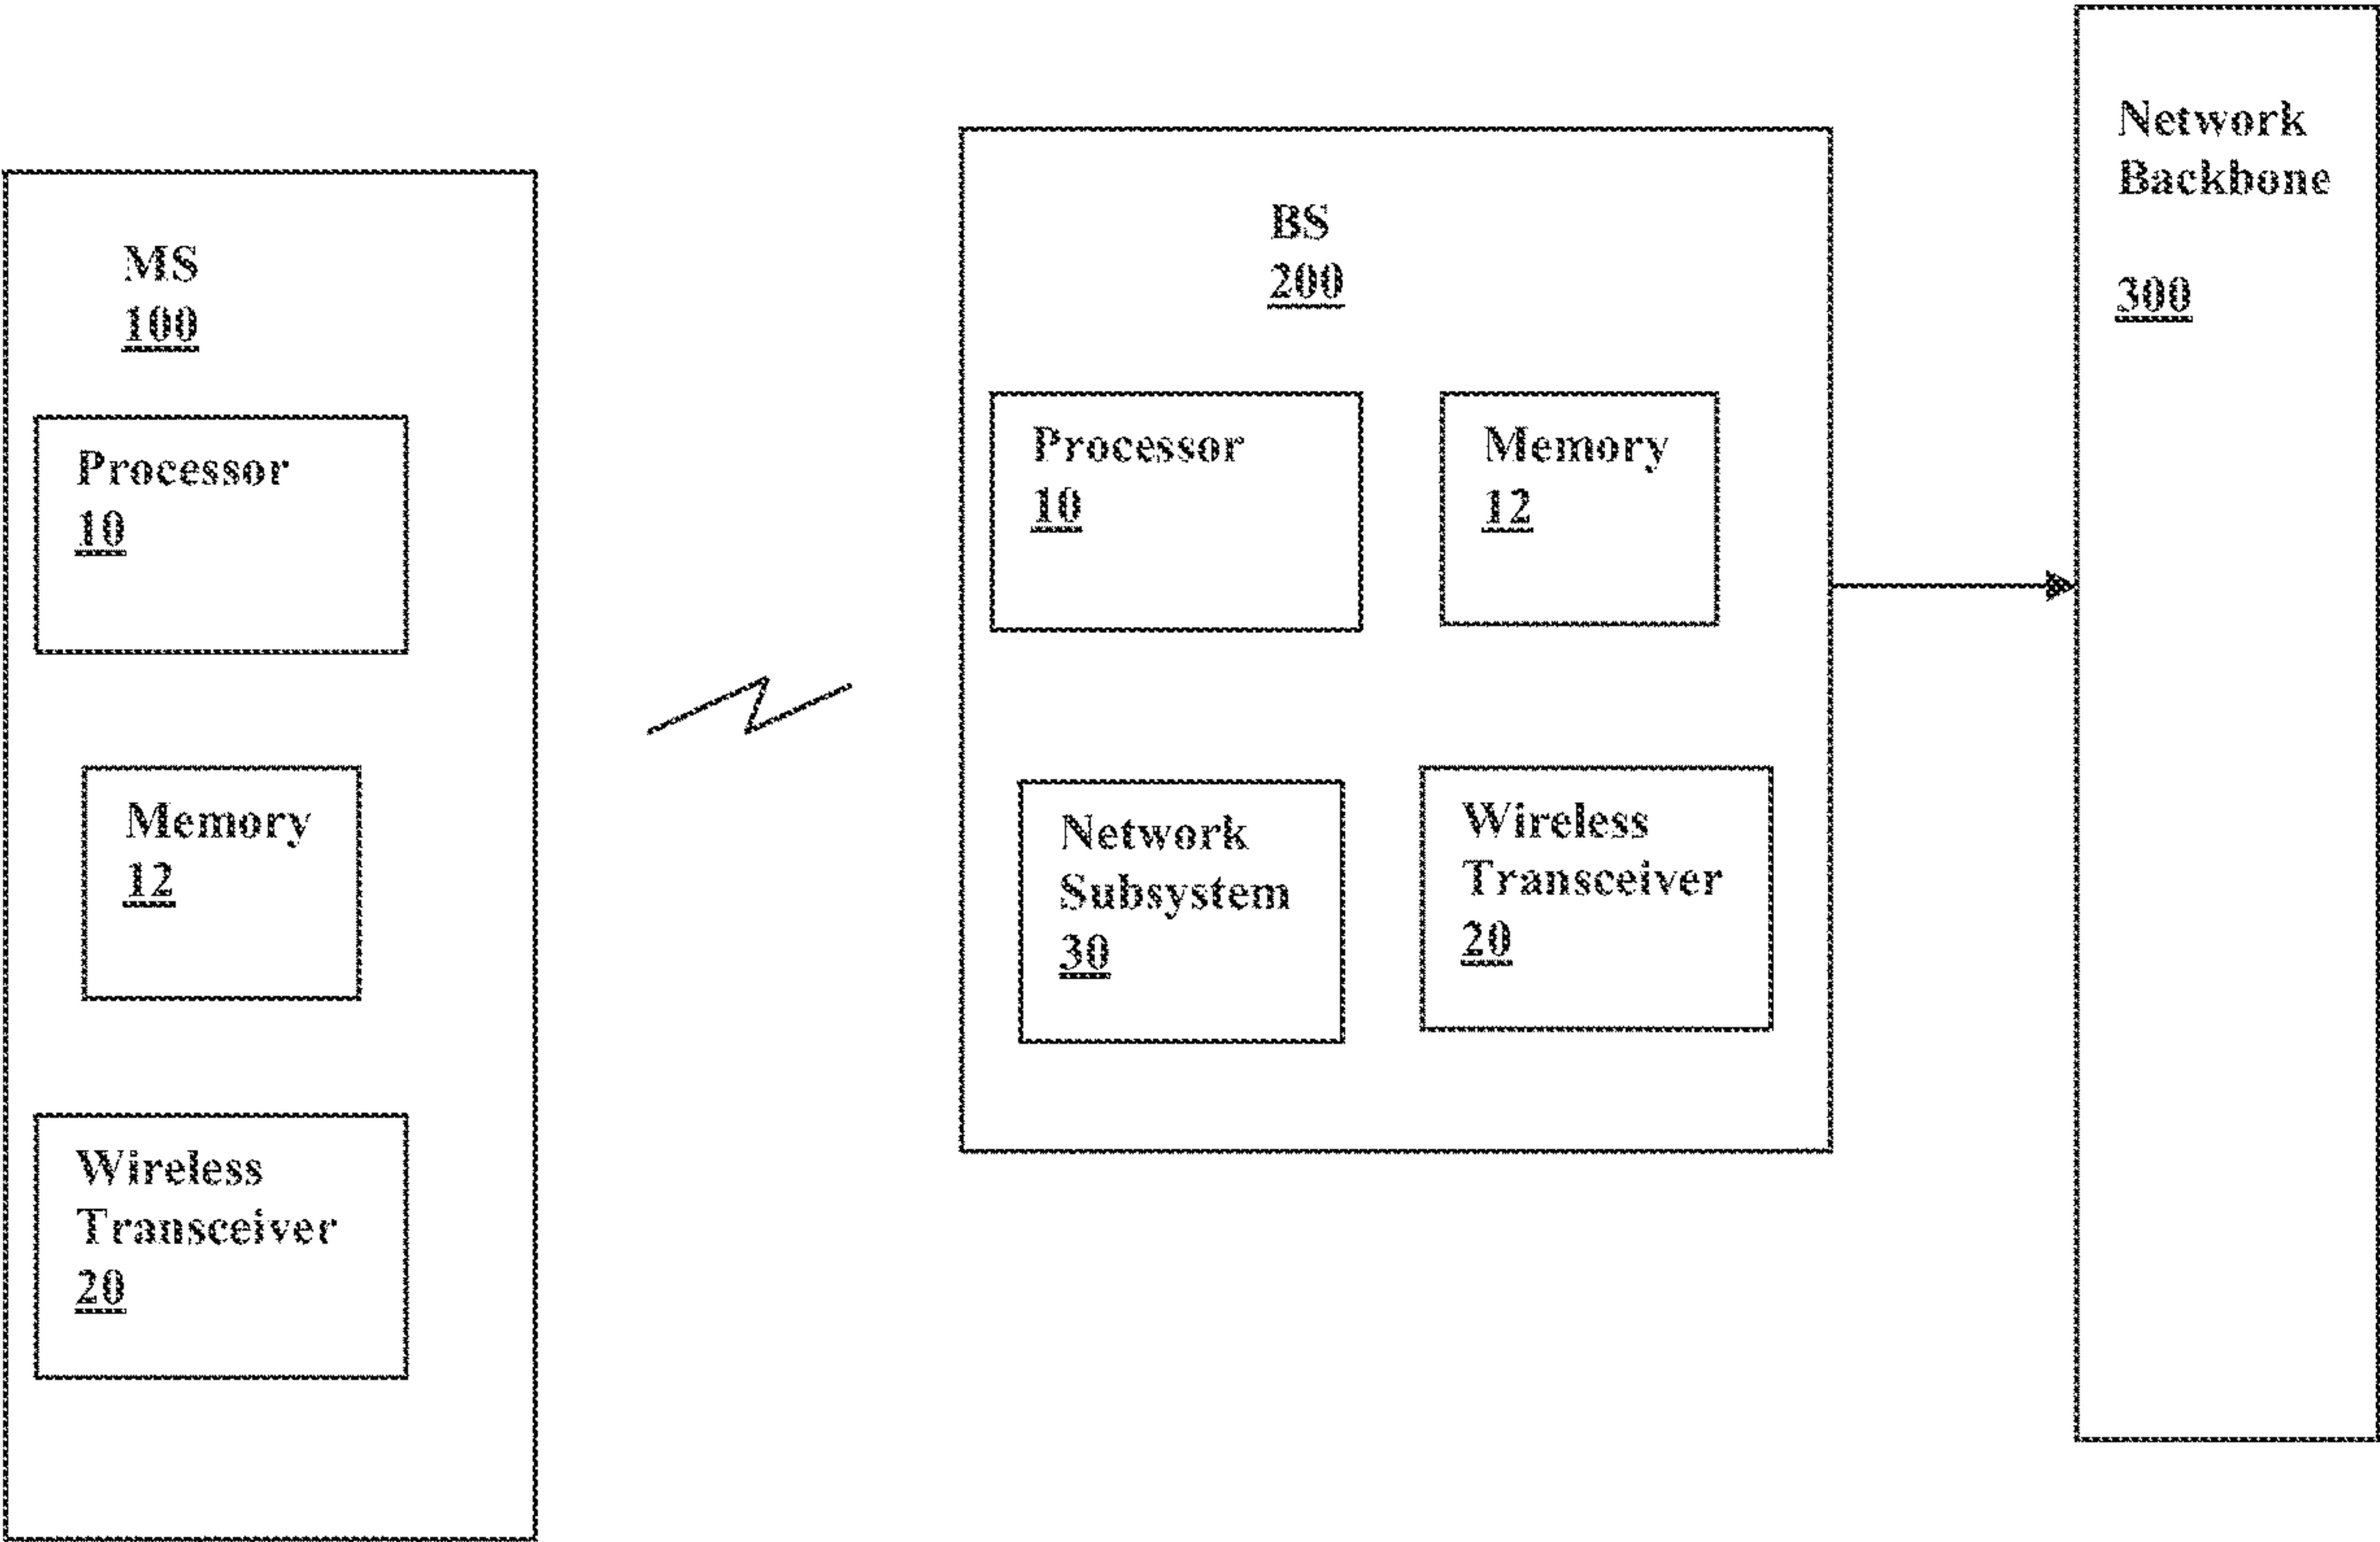 MS
100
Processor
10
Memory
12
Wireless
Transceiver
20
BS
200
Processor
10
Memory
12
Network
Subsystem
30
Wireless
Transceiver
20
Network
Backbone
300